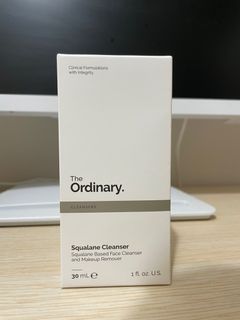 Clinical Formulations
with Integrity.
The
Ordinary.
CLEANSERS
Squalane Cleanser
Squalane Based Face Cleanser
and Makeup Remover
30 mL ℮ 1 fl. oz. U.S.